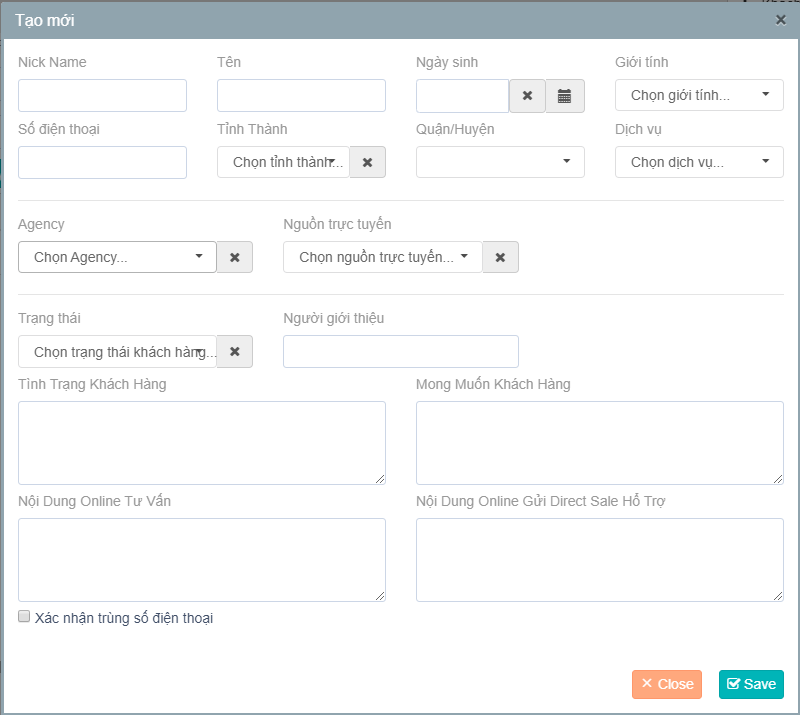 Tạo mới
Nick Name Tên Ngày sinh Giới tính
Chọn giới tính...
Số điện thoại Tỉnh Thành Quận/Huyện Dịch vụ
Chọn tỉnh thành... Chọn dịch vụ...
Agency Nguồn trực tuyến
Chọn Agency... Chọn nguồn trực tuyến...
Trạng thái Người giới thiệu
Chọn trạng thái khách hàng...
Tình Trạng Khách Hàng Mong Muốn Khách Hàng
Nội Dung Online Tư Vấn Nội Dung Online Gửi Direct Sale Hổ Trợ
Xác nhận trùng số điện thoại
Close Save